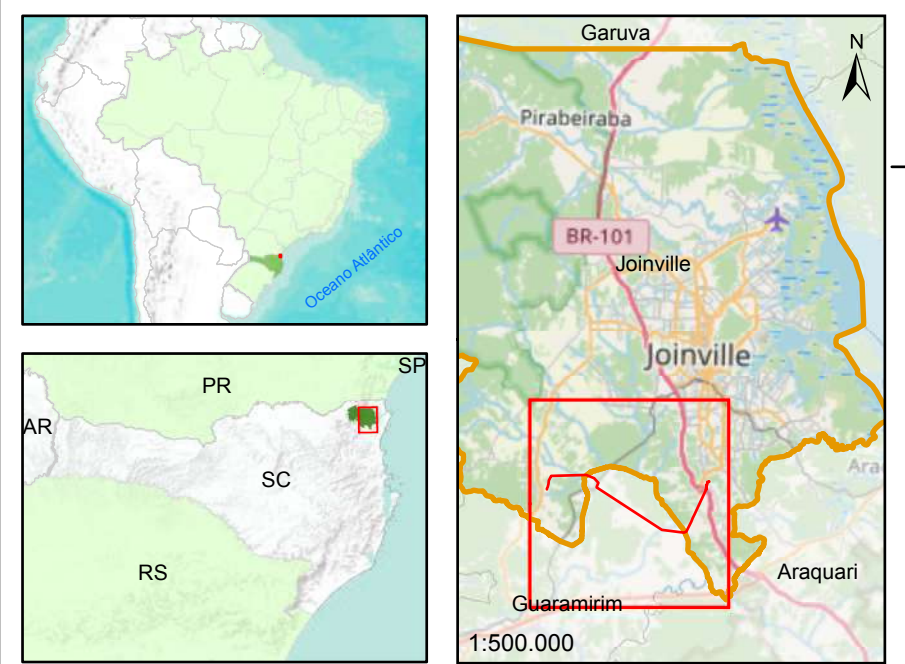 Oceano Atlântico
SP
PR
AR
SC
RS
Garuva
N
Pirabeiraba
BR-101
Joinville
Joinville
Ara
Araquari
Guaramirim
1:500.000